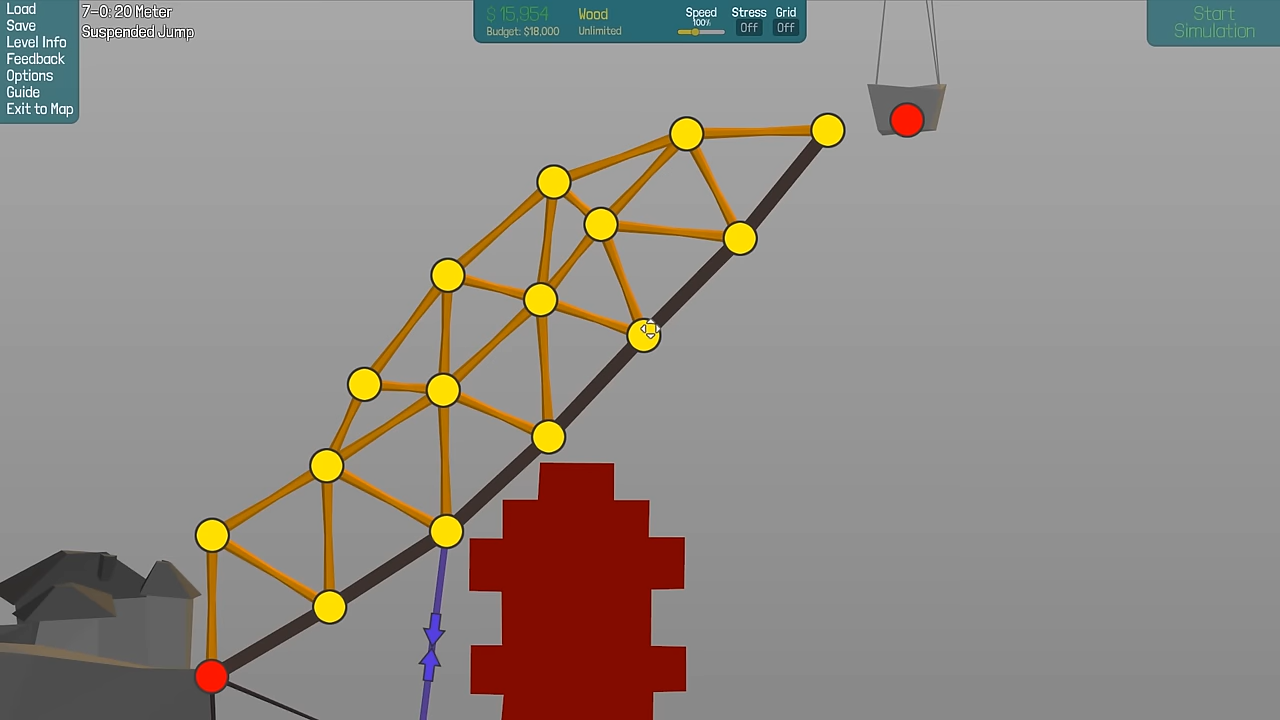 Load
Save
Level Info
Feedback
Options
Guide
Exit to Map
7-0: 20 Meter
Suspended Jump
$ 15,954
Budget: $18,000
Wood
Unlimited
Speed
100%
Stress
Off
Grid
Off
Start
Simulation